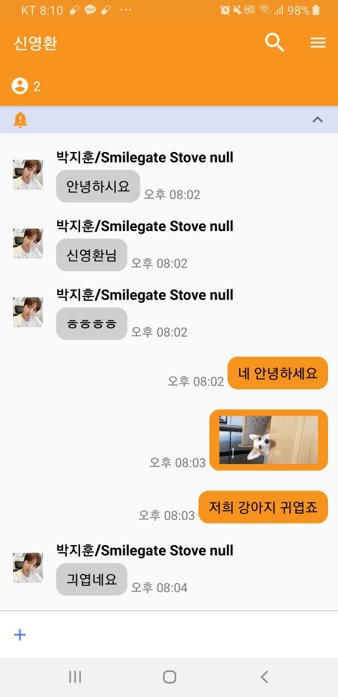 KT 8:10 98%
신영환
2
박지훈/Smilegate Stove null
안녕하시요 오후 08:02
박지훈/Smilegate Stove null
신영환님 오후 08:02
박지훈/Smilegate Stove null
ㅎㅎㅎㅎ 오후 08:02
오후 08:02 네 안녕하세요
오후 08:03
오후 08:03 저희 강아지 귀엽죠
박지훈/Smilegate Stove null
긔엽네요 오후 08:04